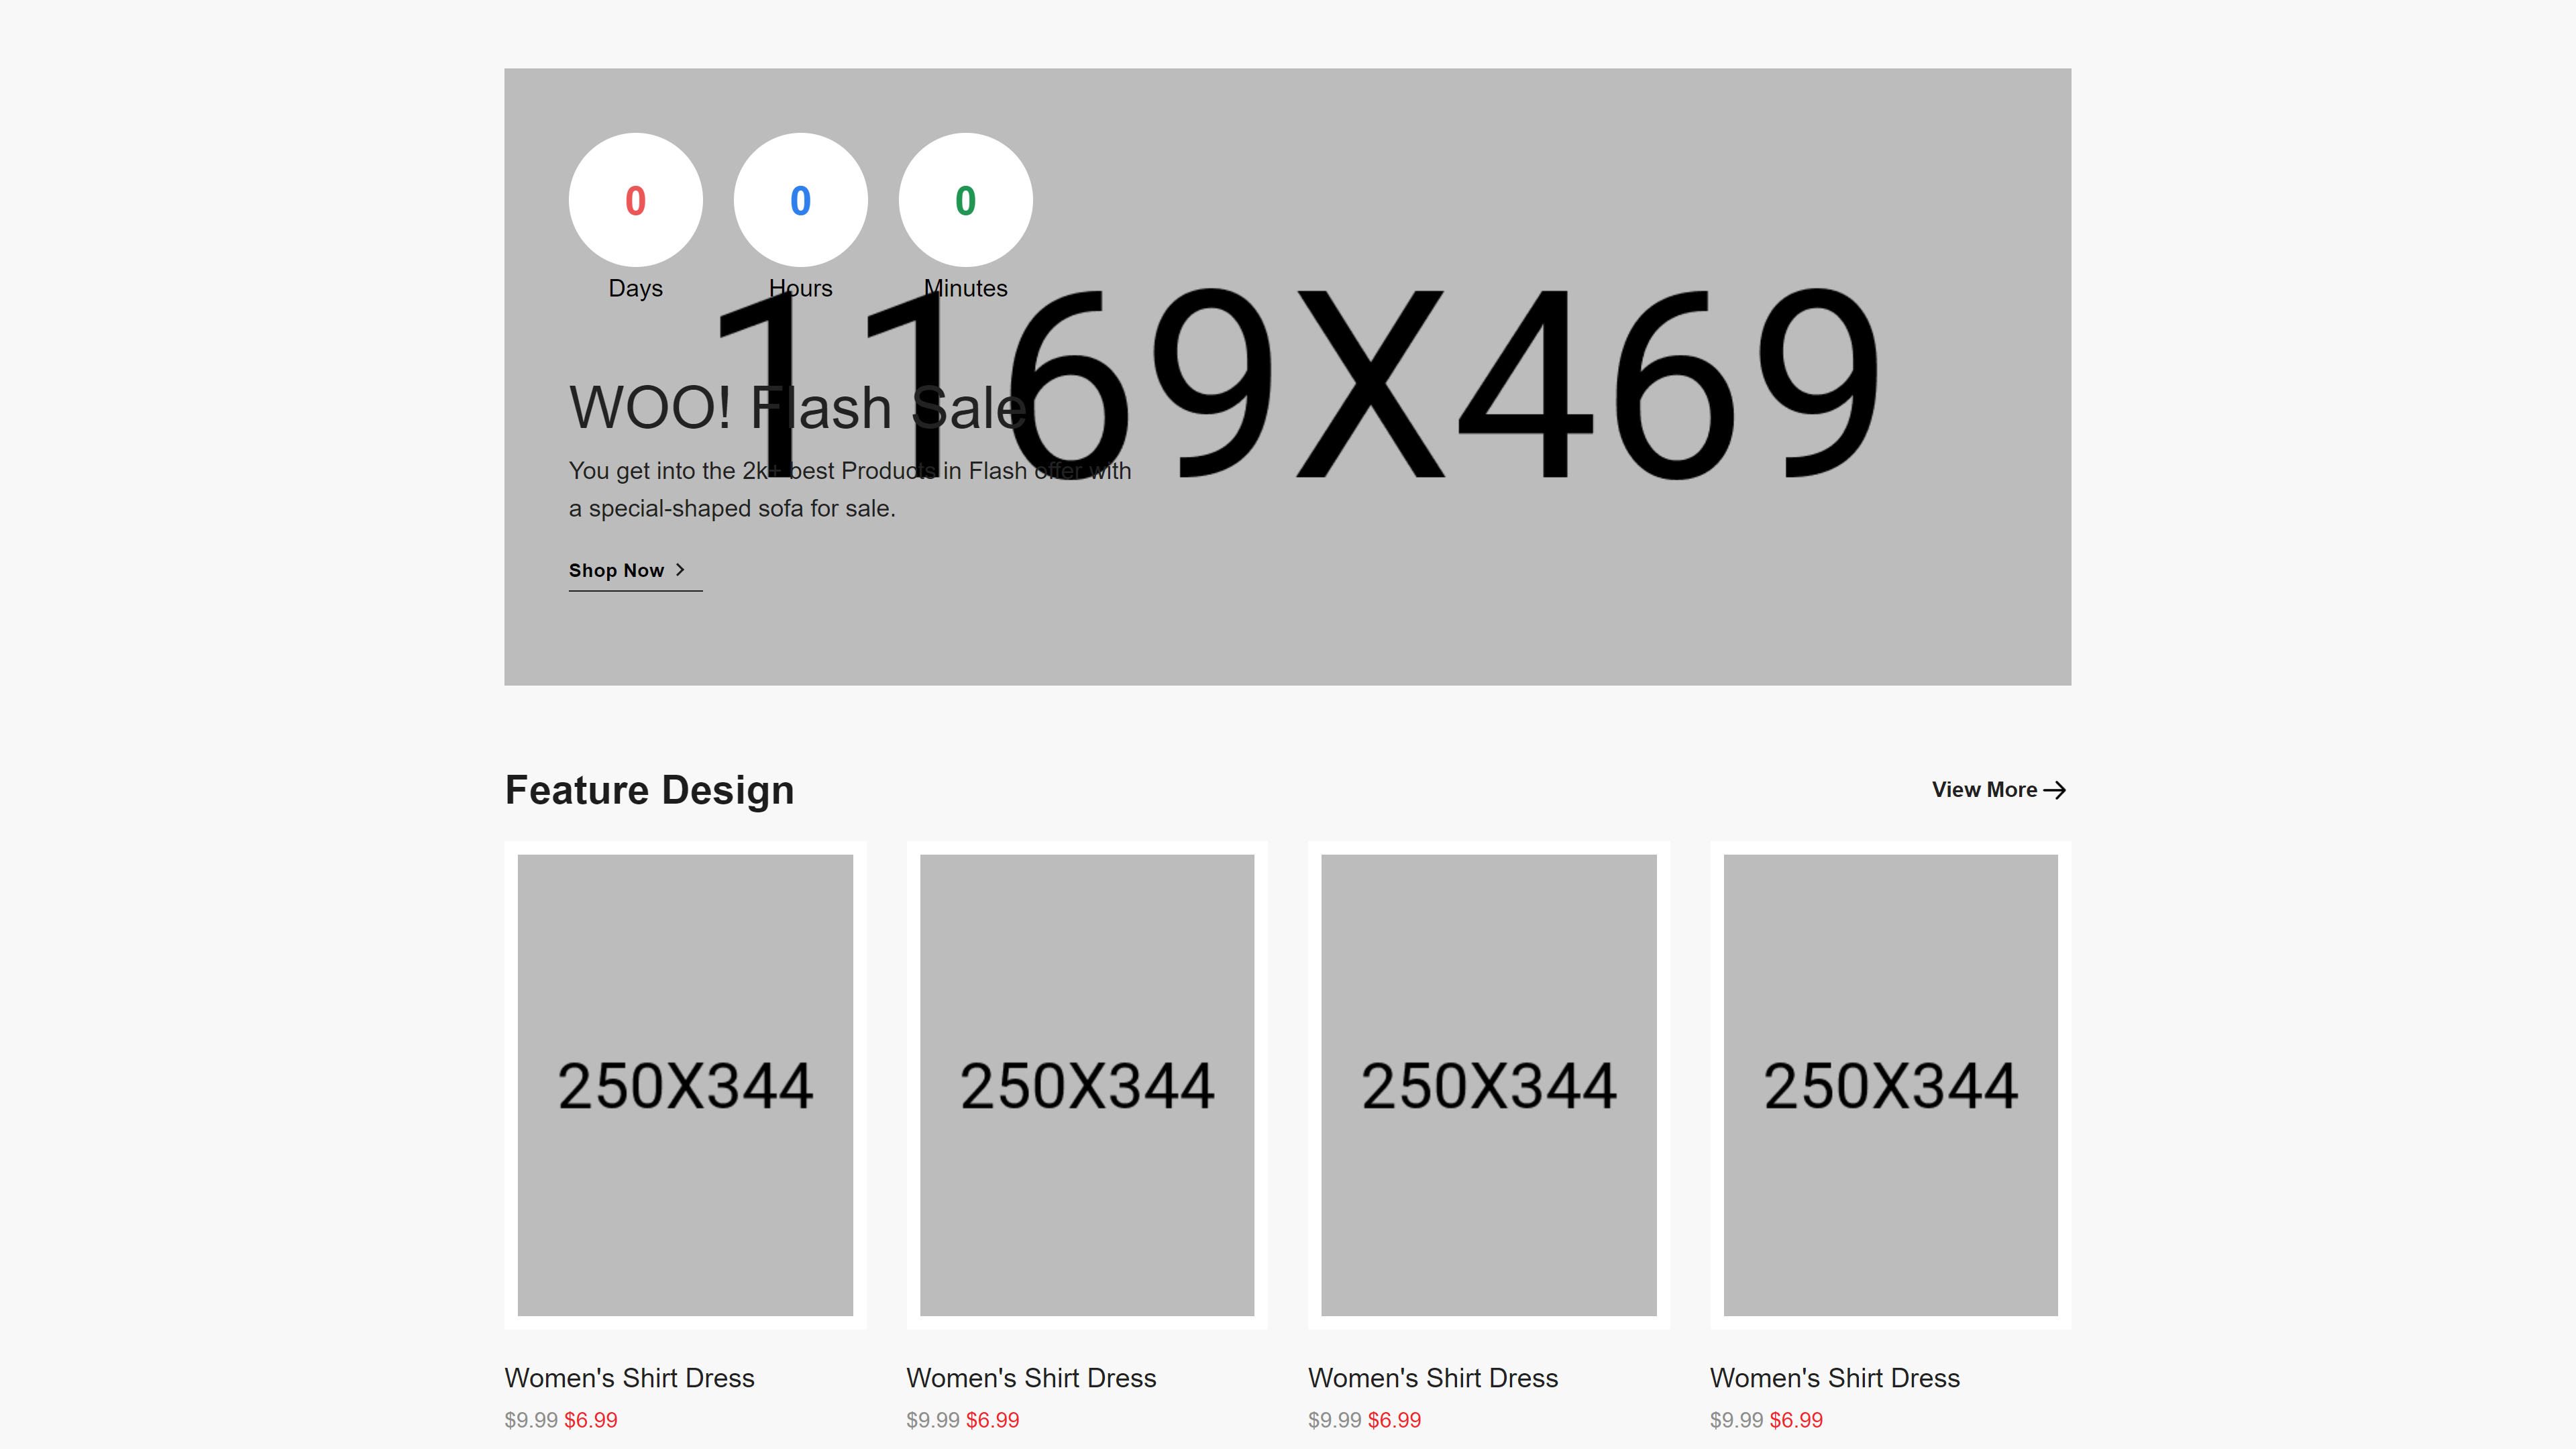 0 0 0
Days Hours Minutes
1169X469
WOO! Flash Sale
You get into the 2k+ best Products in Flash offer with
a special-shaped sofa for sale.
Shop Now
Feature Design
View More
250X344 250X344 250X344 250X344
Women's Shirt Dress Women's Shirt Dress Women's Shirt Dress Women's Shirt Dress
$9.99 $6.99 $9.99 $6.99 $9.99 $6.99 $9.99 $6.99